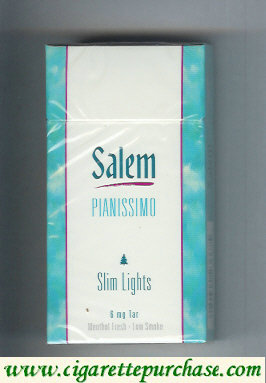 Salem
PIANISSIMO
Slim Lights
6 mg Tar
Menthol Fresh · Low Smoke
www.cigarettepurchase.com